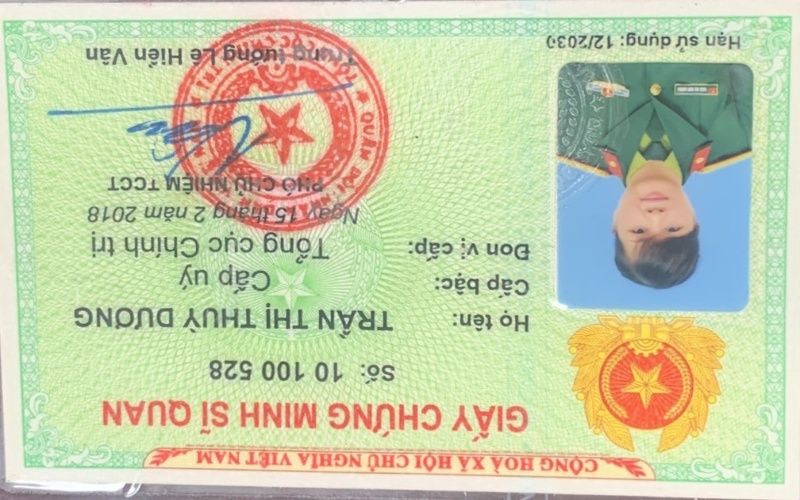 CỘNG HOÀ XÃ HỘI CHỦ NGHĨA VIỆT NAM
GIẤY CHỨNG MINH SĨ QUAN
Số: 10 100 528
Họ tên: TRẦN THỊ THUỲ DƯƠNG
Cấp bậc: Cấp uý
Đơn vị cấp: Tổng cục Chính trị
Ngày 15 tháng 2 năm 2018
PHÓ CHỦ NHIỆM TCCT
Trung tướng Lê Hiền Vân
Hạn sử dụng: 12/2030